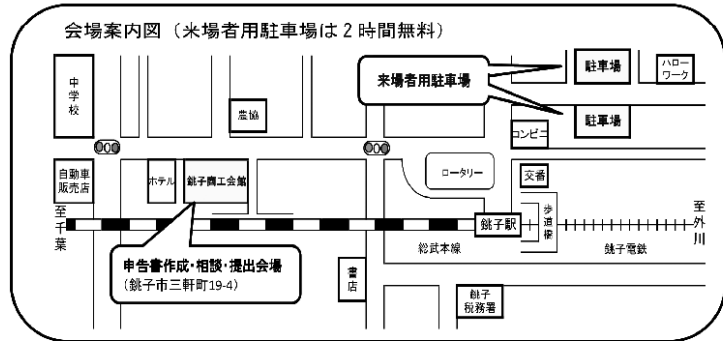 会場案内図（来場者用駐車場は２時間無料）
中学校
農協
来場者用駐車場
駐車場
ハロー
ワーク
駐車場
コンビニ
自動車
販売店
ホテル
銚子商工会館
ロータリー
交番
至千葉
銚子駅
歩道橋
至外川
総武本線
銚子電鉄
申告書作成・相談・提出会場
（銚子市三軒町19-4）
書店
銚子
税務署